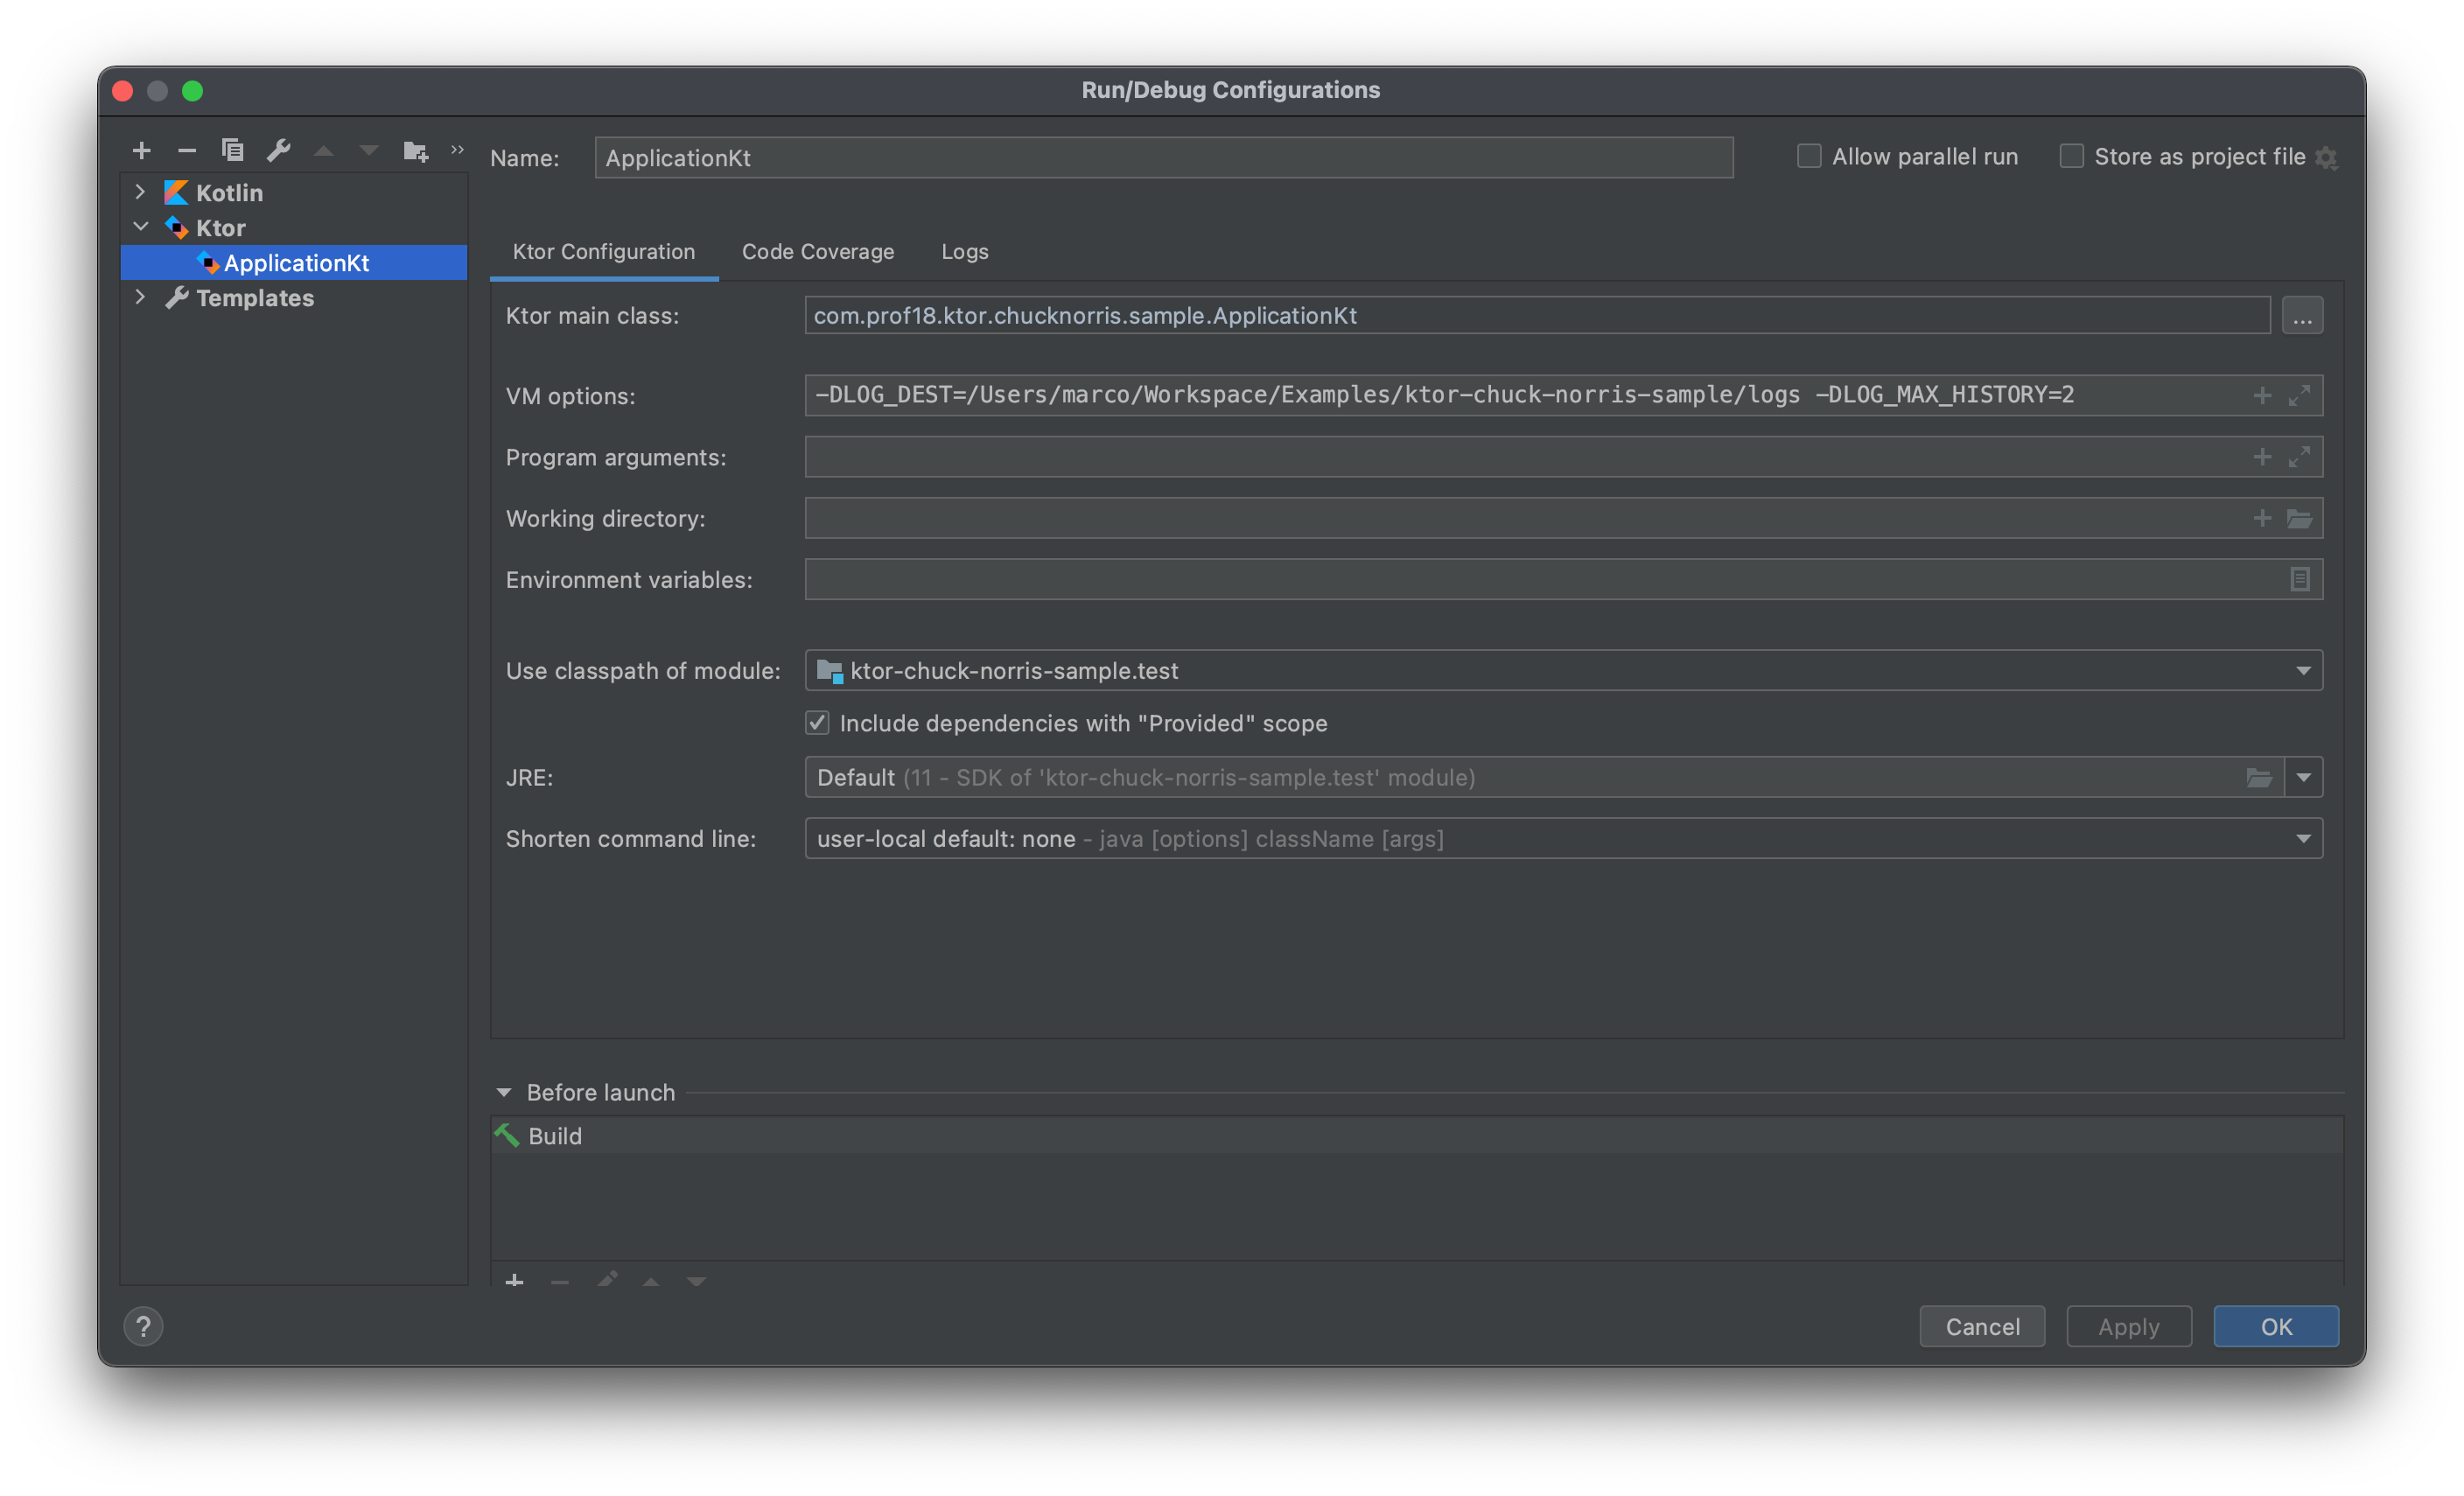 Run/Debug Configurations
Name: ApplicationKt Allow parallel run Store as project file
Kotlin
Ktor
ApplicationKt
Templates
Ktor Configuration Code Coverage Logs
Ktor main class: com.prof18.ktor.chucknorris.sample.ApplicationKt ...
VM options: -DLOG_DEST=/Users/marco/Workspace/Examples/ktor-chuck-norris-sample/logs -DLOG_MAX_HISTORY=2
Program arguments:
Working directory:
Environment variables:
Use classpath of module: ktor-chuck-norris-sample.test
Include dependencies with "Provided" scope
JRE: Default (11 - SDK of 'ktor-chuck-norris-sample.test' module)
Shorten command line: user-local default: none - java [options] className [args]
Before launch
Build
? Cancel Apply OK